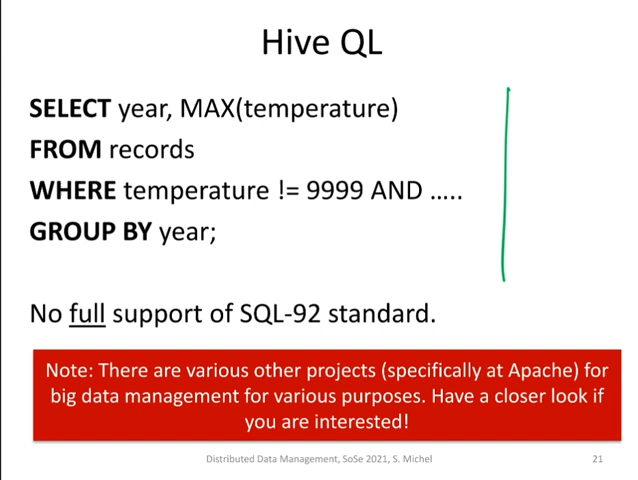 Hive QL
SELECT year, MAX(temperature)
FROM records
WHERE temperature != 9999 AND …..
GROUP BY year;
No full support of SQL-92 standard.
Note: There are various other projects (specifically at Apache) for
big data management for various purposes. Have a closer look if
you are interested!
Distributed Data Management, SoSe 2021, S. Michel
21